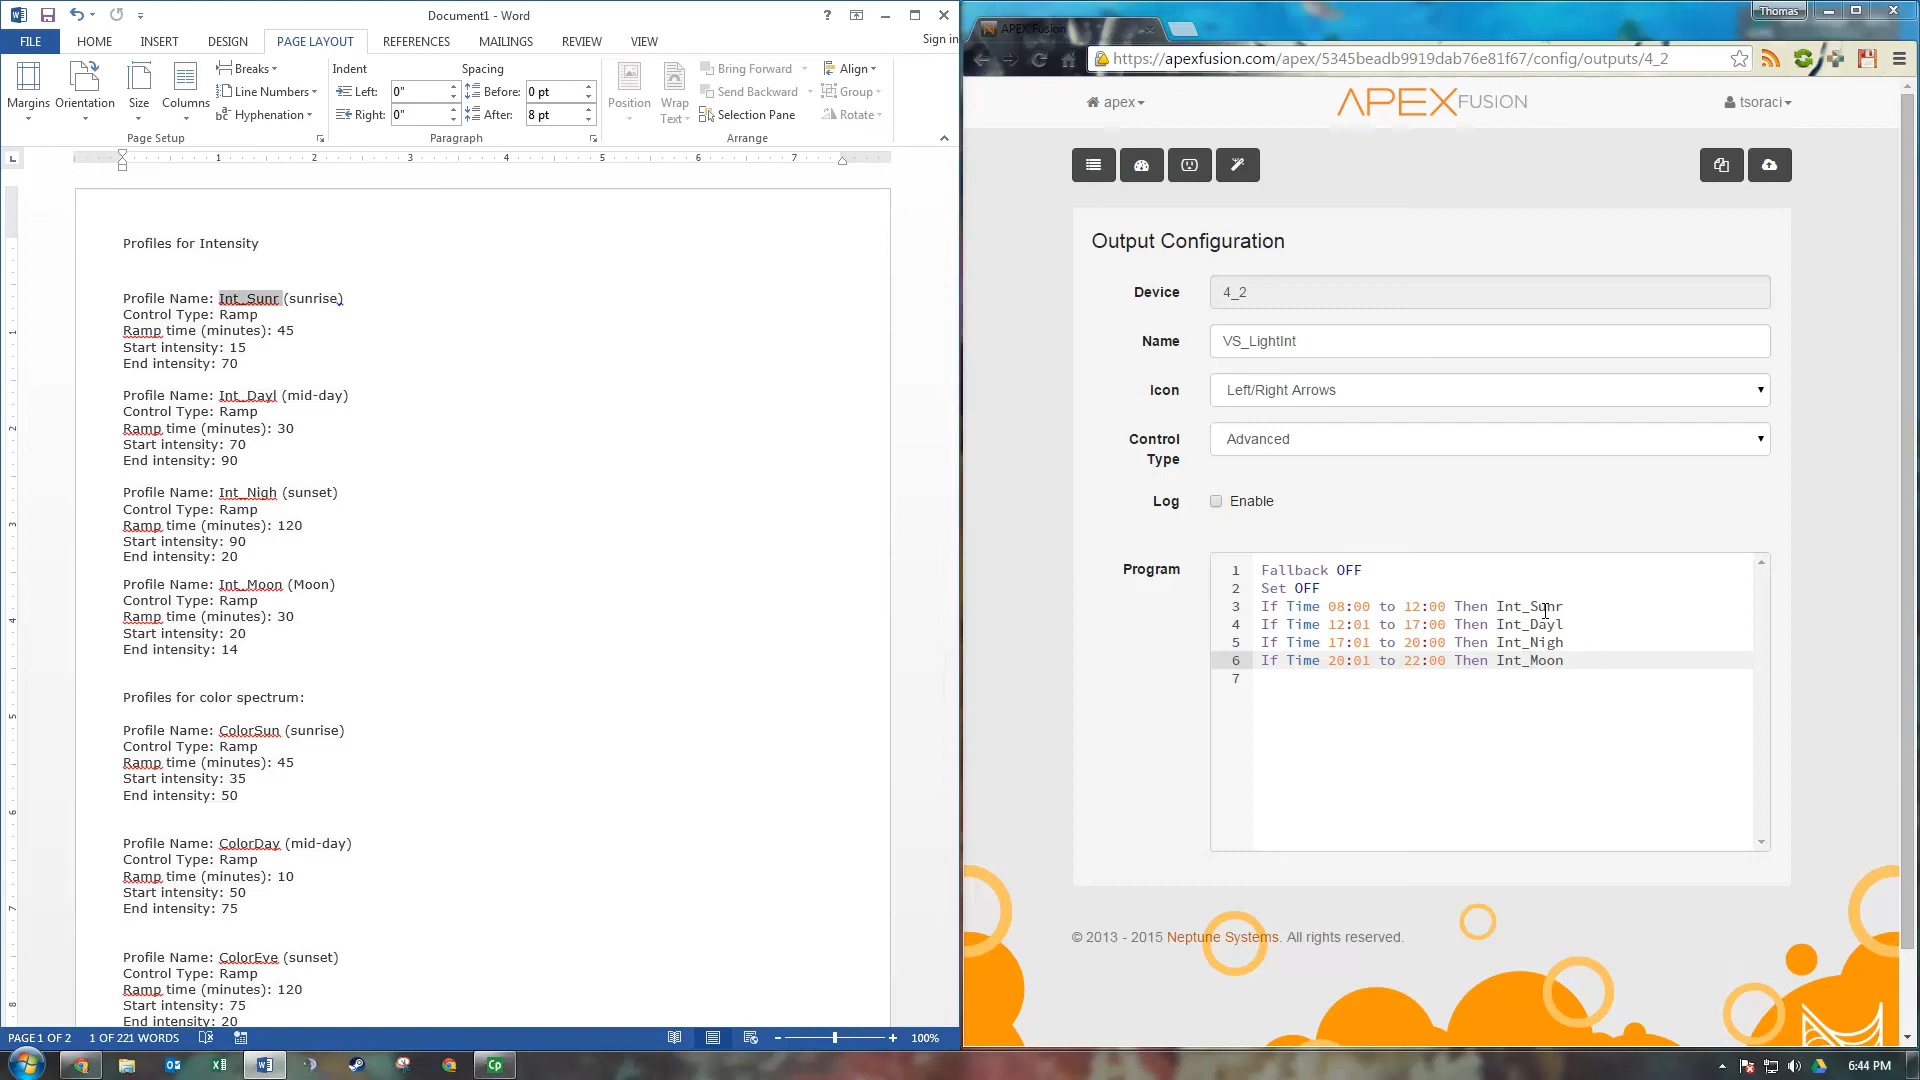 Document1 - Word
Sign in
FILE HOME INSERT DESIGN PAGE LAYOUT REFERENCES MAILINGS REVIEW VIEW
Margins
Orientation
Size
Columns
Breaks
Line Numbers
Hyphenation
Page Setup
Indent
Left: 0"
Right: 0"
Spacing
Before: 0 pt
After: 8 pt
Paragraph
Position
Wrap Text
Bring Forward
Send Backward
Selection Pane
Align
Group
Rotate
Arrange
1 2 3 4 5 6 7
Profiles for Intensity
Profile Name: Int_Sunr (sunrise)
Control Type: Ramp
Ramp time (minutes): 45
Start intensity: 15
End intensity: 70
Profile Name: Int_Dayl (mid-day)
Control Type: Ramp
Ramp time (minutes): 30
Start intensity: 70
End intensity: 90
Profile Name: Int_Nigh (sunset)
Control Type: Ramp
Ramp time (minutes): 120
Start intensity: 90
End intensity: 20
Profile Name: Int_Moon (Moon)
Control Type: Ramp
Ramp time (minutes): 30
Start intensity: 20
End intensity: 14
Profiles for color spectrum:
Profile Name: ColorSun (sunrise)
Control Type: Ramp
Ramp time (minutes): 45
Start intensity: 35
End intensity: 50
Profile Name: ColorDay (mid-day)
Control Type: Ramp
Ramp time (minutes): 10
Start intensity: 50
End intensity: 75
Profile Name: ColorEve (sunset)
Control Type: Ramp
Ramp time (minutes): 120
Start intensity: 75
End intensity: 20
PAGE 1 OF 2 1 OF 221 WORDS
100%
Thomas
APEX Fusion
https://apexfusion.com/apex/5345beadb9919dab76e81f67/config/outputs/4_2
apex
APEX FUSION
tsoraci
Output Configuration
Device 4_2
Name VS_LightInt
Icon Left/Right Arrows
Control Type Advanced
Log Enable
Program
1 Fallback OFF
2 Set OFF
3 If Time 08:00 to 12:00 Then Int_Sunr
4 If Time 12:01 to 17:00 Then Int_Dayl
5 If Time 17:01 to 20:00 Then Int_Nigh
6 If Time 20:01 to 22:00 Then Int_Moon
7
© 2013 - 2015 Neptune Systems. All rights reserved.
6:44 PM